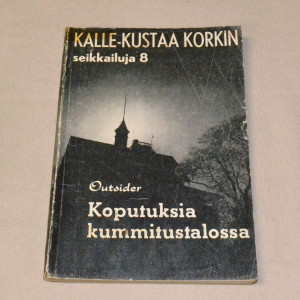 KALLE-KUSTAA KORKIN
seikkailuja 8
Outsider
Koputuksia
kummitustalossa